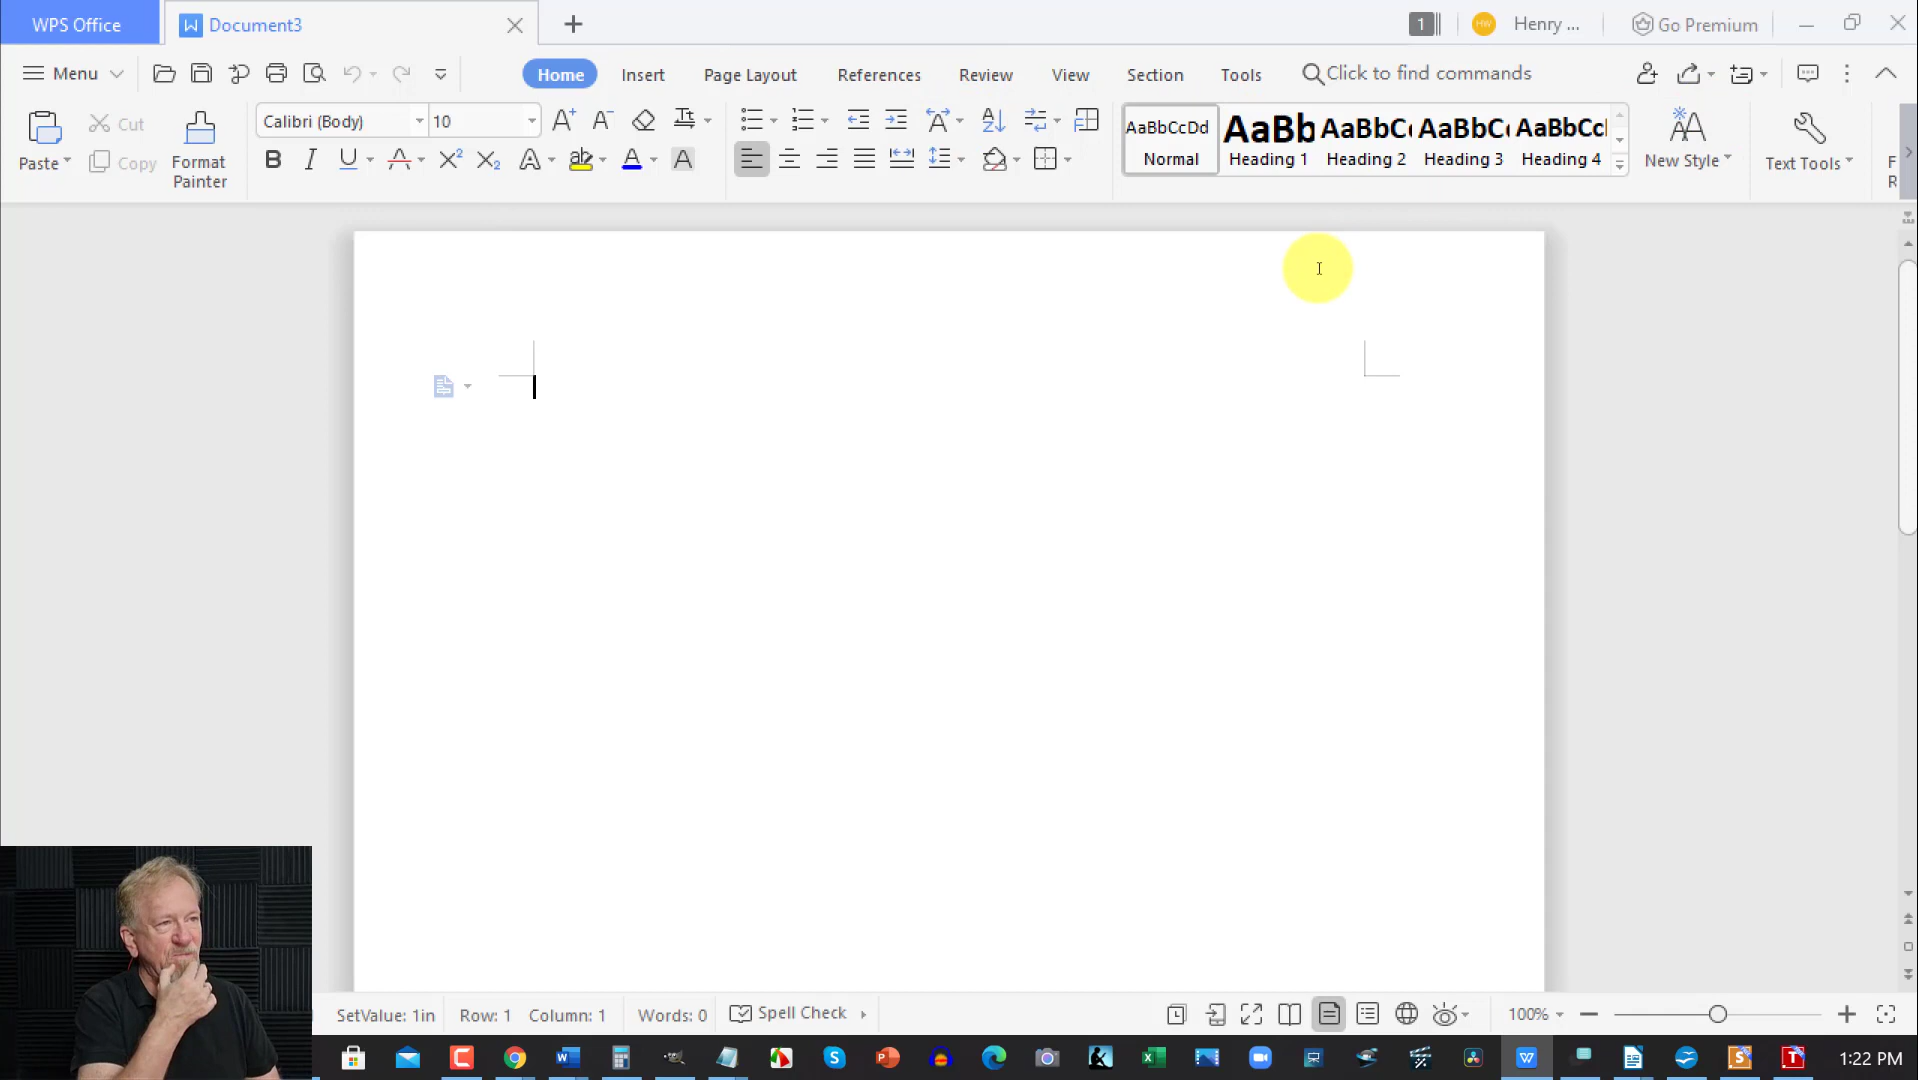 WPS Office
Document3
1
HW
Henry ...
Go Premium
Menu
Home
Insert
Page Layout
References
Review
View
Section
Tools
Click to find commands
Paste
Cut
Copy
Format
Painter
Calibri (Body)
10
AaBbCcDd
Normal
AaBb
Heading 1
AaBbC
Heading 2
AaBbC
Heading 3
AaBbCc
Heading 4
New Style
Text Tools
F
R
SetValue: 1in
Row: 1
Column: 1
Words: 0
Spell Check
100%
1:22 PM